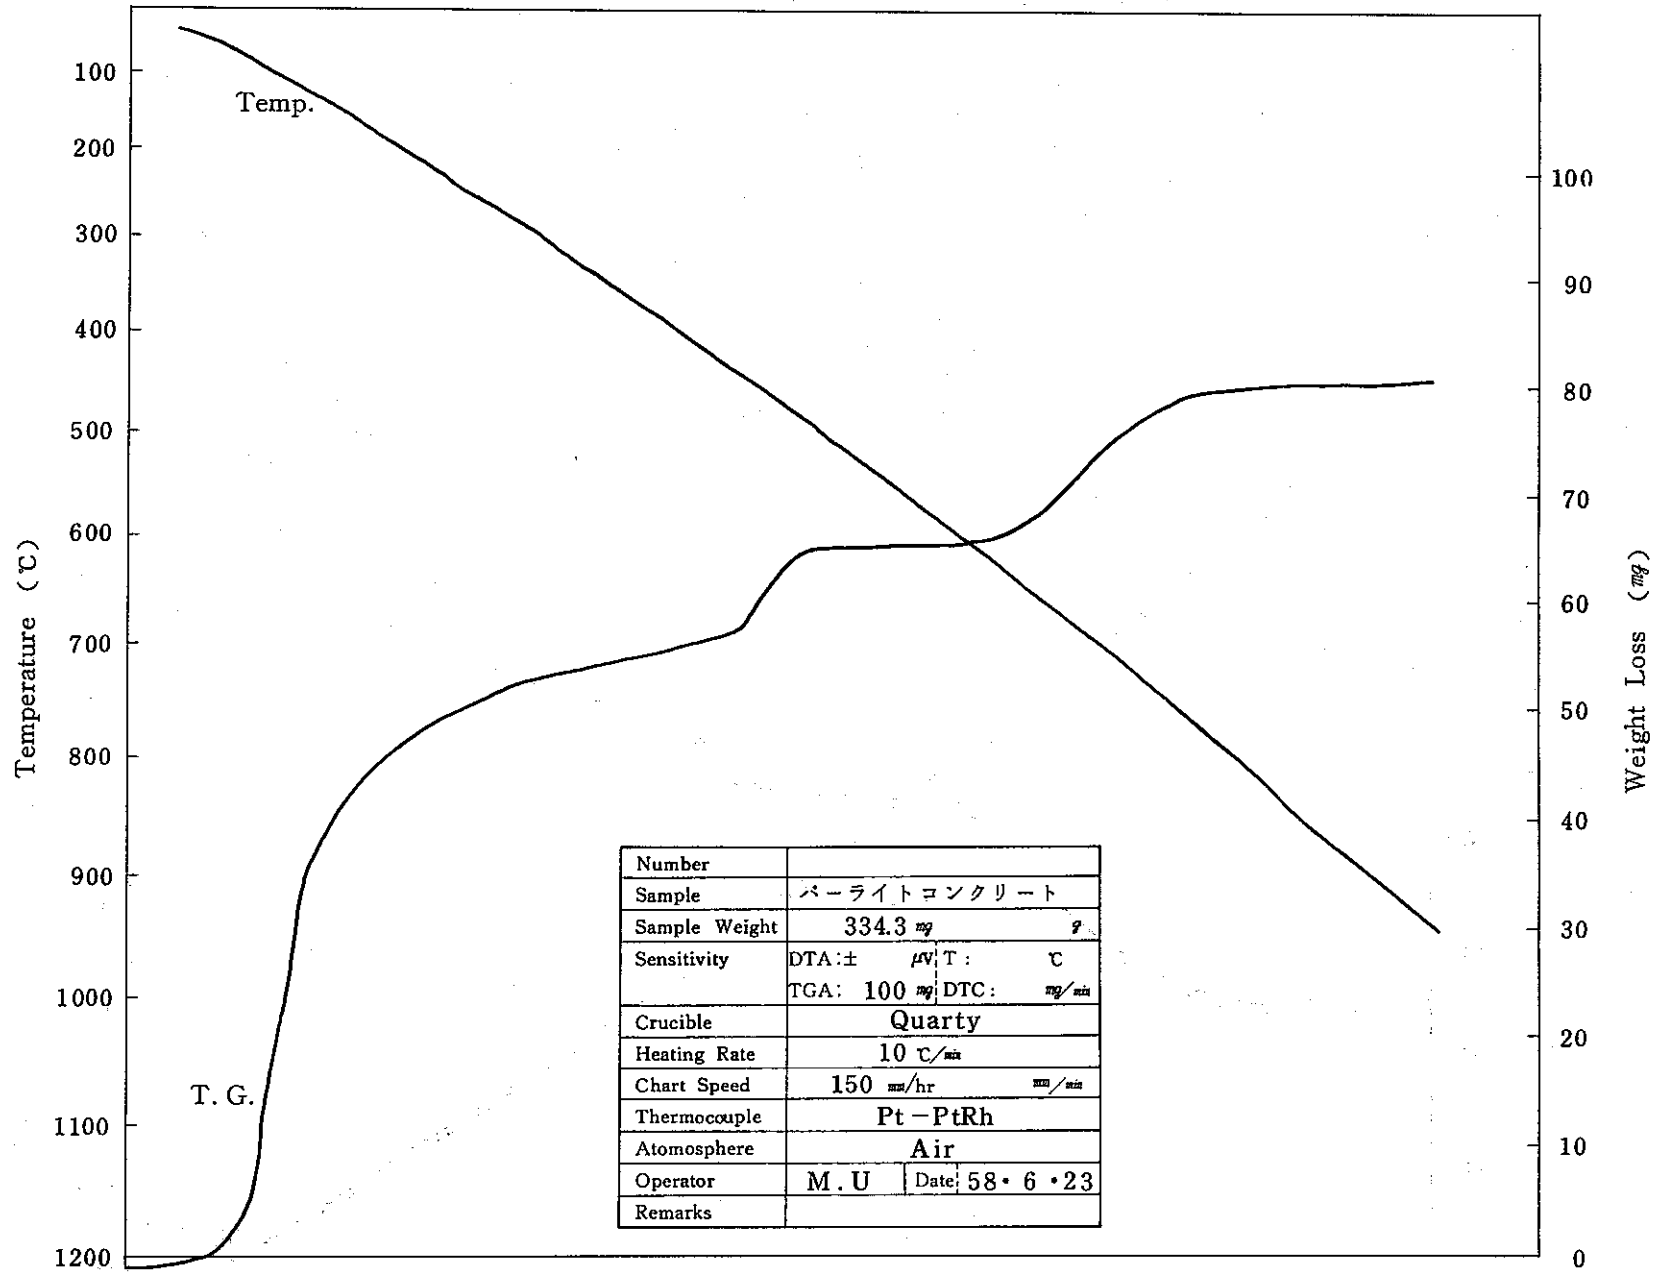 Temp.
100
200
300
400
500
600
700
800
900
1000
1100
1200
Temperature (℃)
T. G.
100
90
80
70
60
50
40
30
20
10
0
Weight Loss (mg)
Number
Sample パーライトコンクリート
Sample Weight 334.3 mg g
Sensitivity DTA:± μV T: ℃
TGA: 100 mg DTC: mg/min
Crucible Quarty
Heating Rate 10 ℃/min
Chart Speed 150 mm/hr mm/min
Thermocouple Pt-PtRh
Atomosphere Air
Operator M.U Date 58・6・23
Remarks